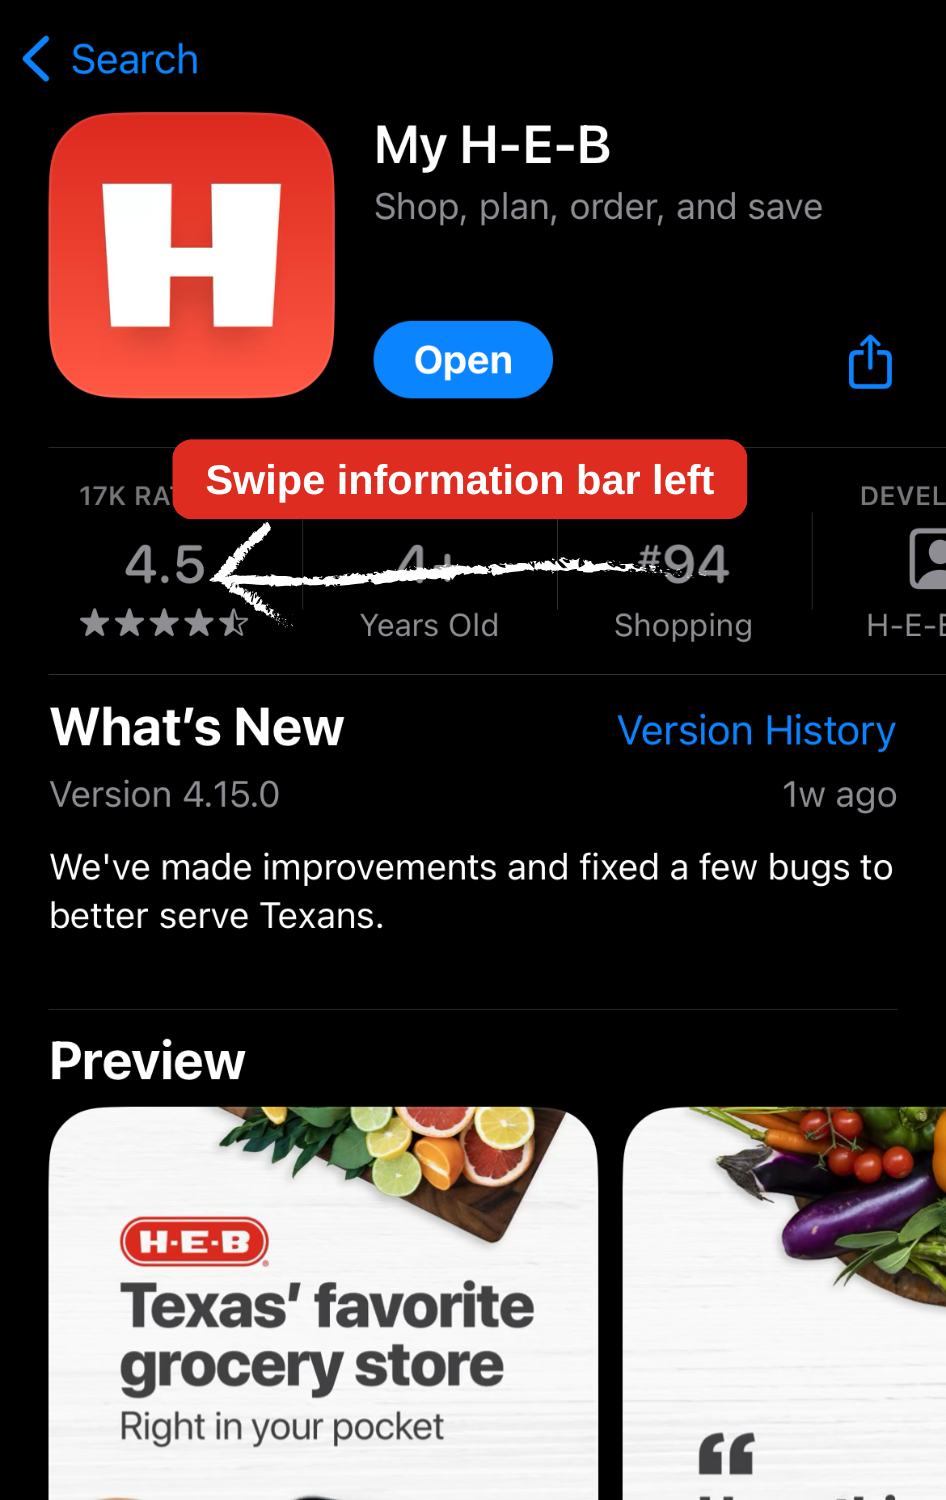 Search
My H-E-B
Shop, plan, order, and save
Open
Swipe information bar left
17K
4.5
4+
#94
Years Old
Shopping
What's New
Version History
Version 4.15.0
1w ago
We've made improvements and fixed a few bugs to
better serve Texans.
Preview
H-E-B
Texas' favorite
grocery store
Right in your pocket
“